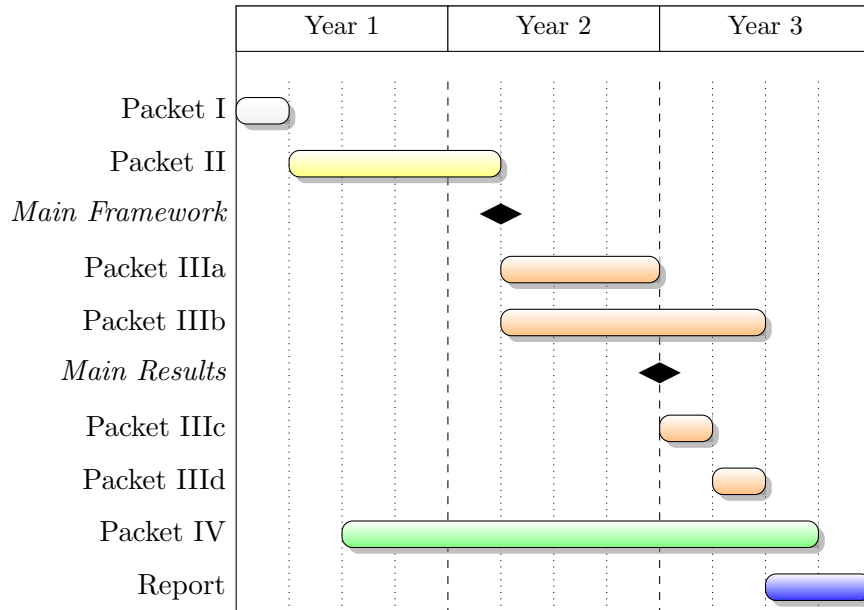 Year 1 Year 2 Year 3
Packet I
Packet II
Main Framework
Packet IIIa
Packet IIIb
Main Results
Packet IIIc
Packet IIId
Packet IV
Report